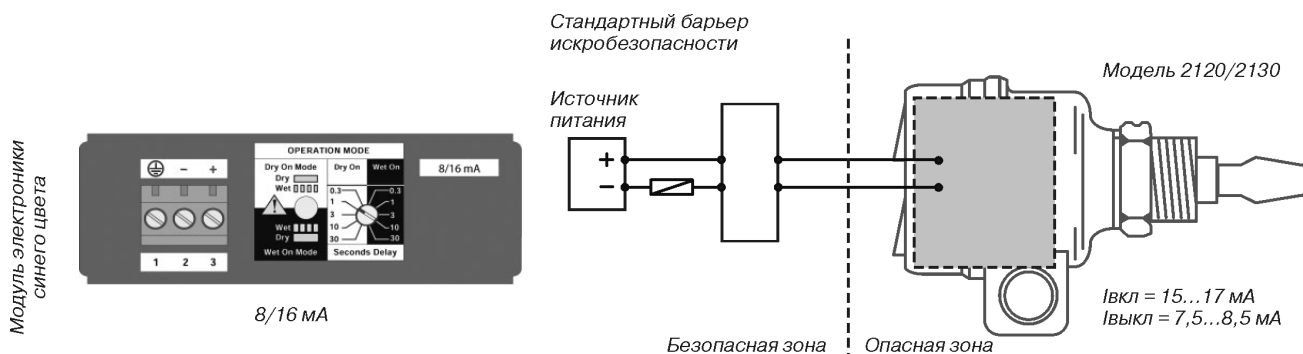 Модуль электроники
синего цвета
– +
8/16 mA
OPERATION MODE
Dry On Mode
Dry
Wet
Dry On
Wet On
0.3
1
3
3
10
10
30
30
Wet
Dry
Wet On Mode
Seconds Delay
1 2 3
8/16 мА
Стандартный барьер
искробезопасности
Источник
питания
+
–
Модель 2120/2130
Iвкл = 15...17 мА
Iвыкл = 7,5...8,5 мА
Безопасная зона
Опасная зона